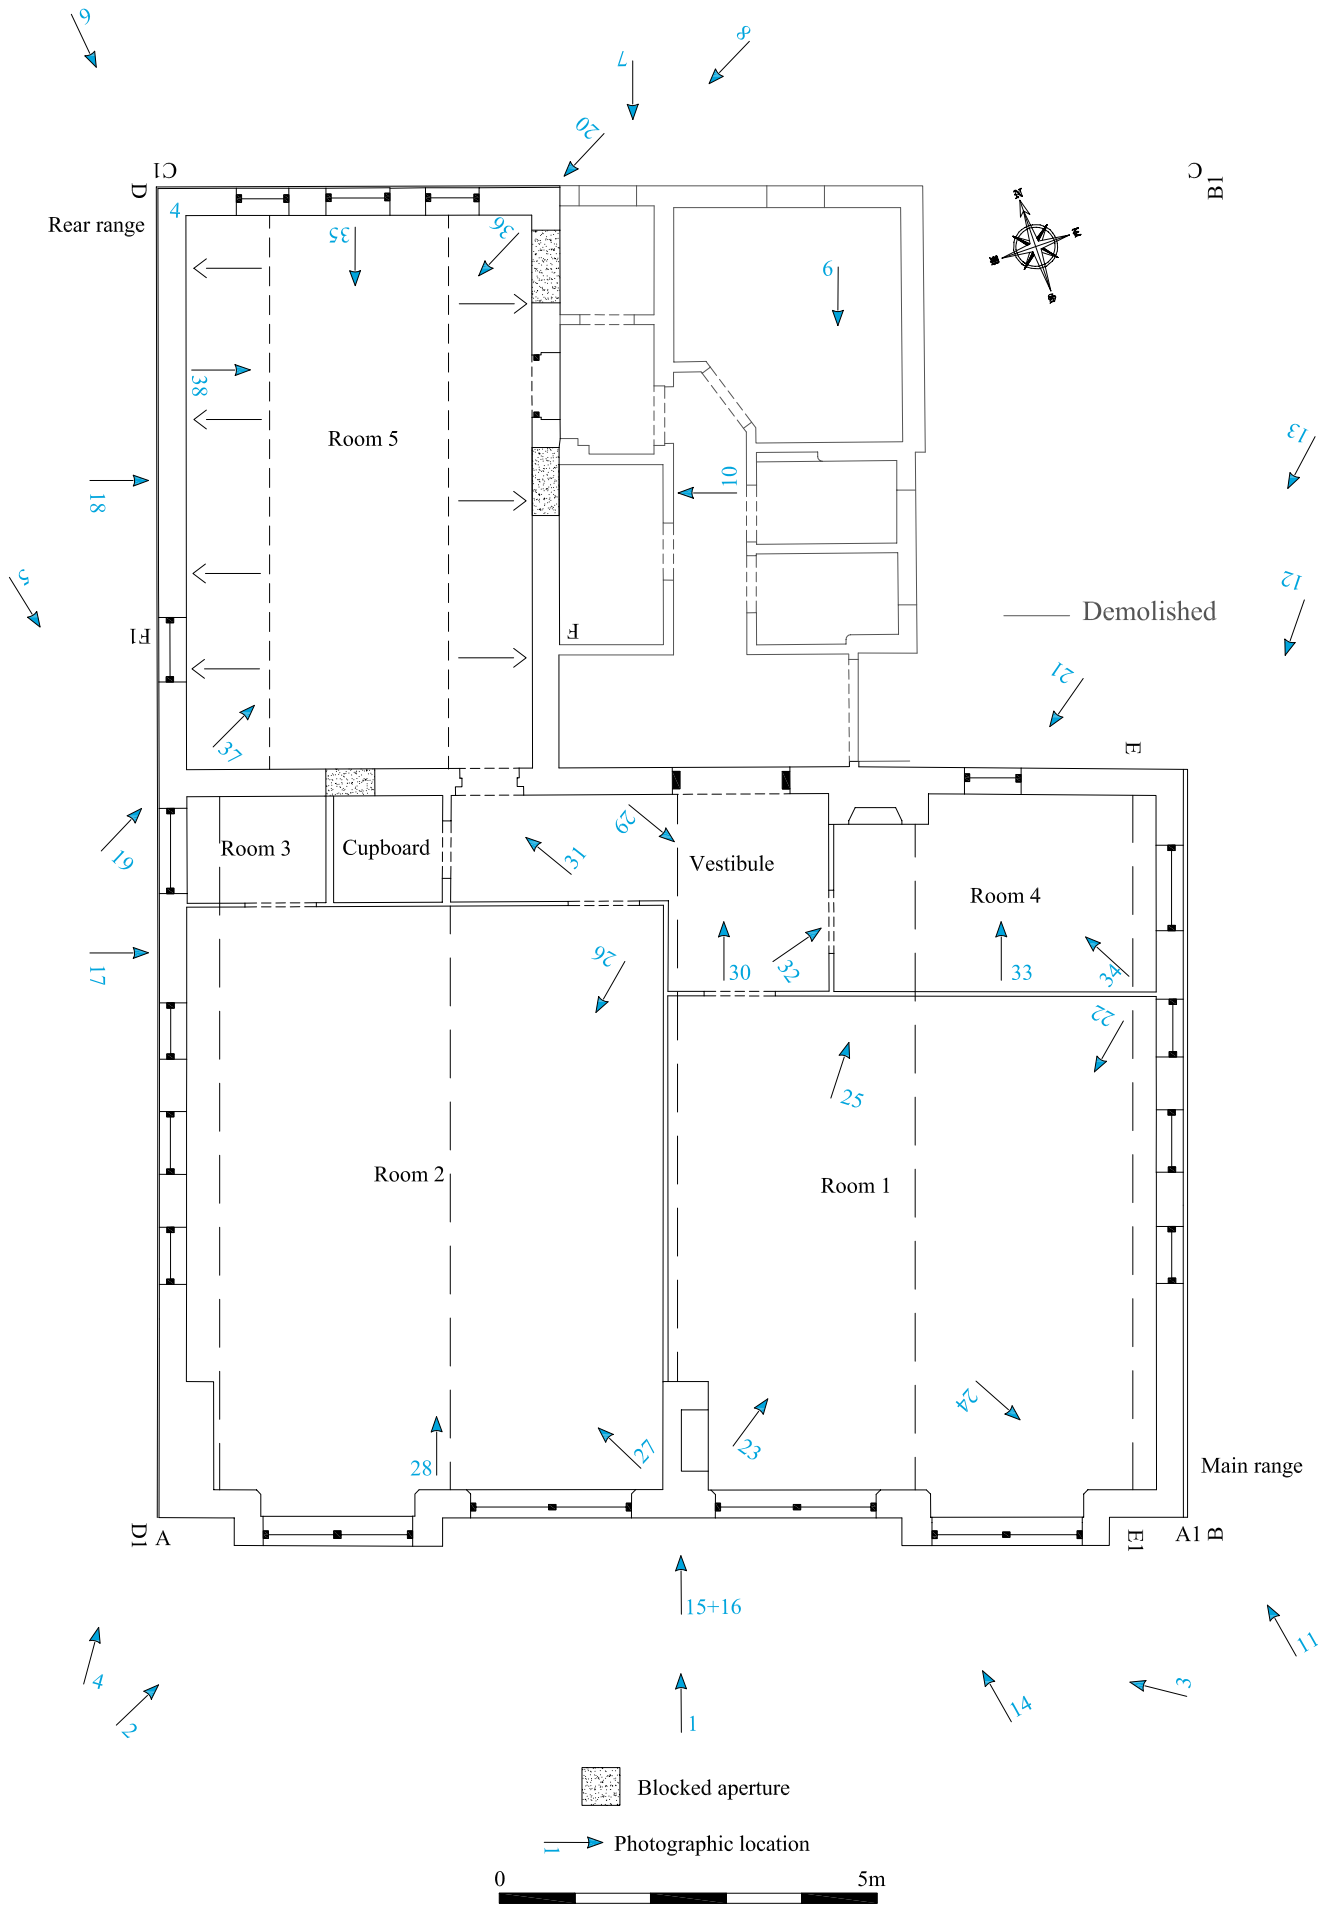 6
8
7
20
C1
D
C
B1
4
Rear range
35
36
N
E
W
S
9
38
Room 5
13
18
10
5
12
F1
F
Demolished
21
37
E
19
Room 3
Cupboard
31
29
Vestibule
Room 4
17
26
30
32
33
34
22
25
Room 2
Room 1
24
28
27
23
Main range
D1
A
E1
A1
B
15+16
11
4
2
1
14
3
Blocked aperture
1
Photographic location
0
5m